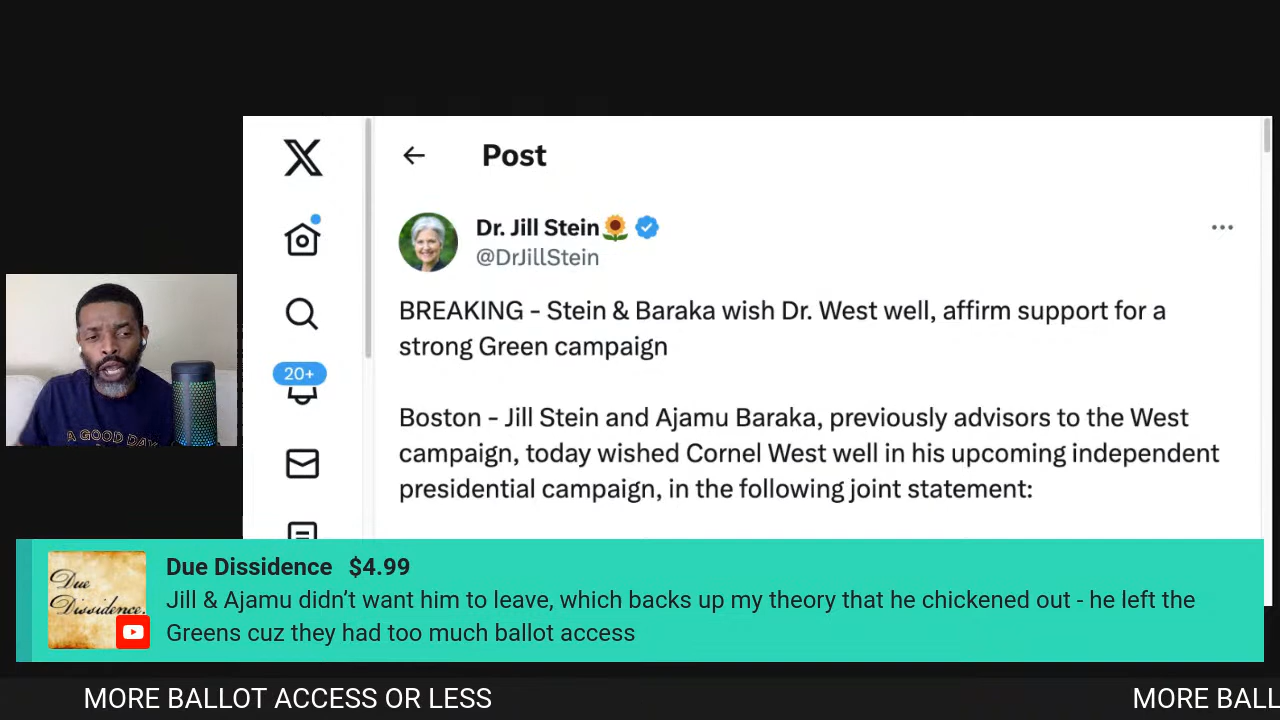 Post
Dr. Jill Stein🌻
@DrJillStein
BREAKING - Stein & Baraka wish Dr. West well, affirm support for a
strong Green campaign
20+
Boston - Jill Stein and Ajamu Baraka, previously advisors to the West
campaign, today wished Cornel West well in his upcoming independent
presidential campaign, in the following joint statement:
A GOOD DAY
Due
Dissidence.
Due Dissidence $4.99
Jill & Ajamu didn’t want him to leave, which backs up my theory that he chickened out - he left the
Greens cuz they had too much ballot access
MORE BALLOT ACCESS OR LESS
MORE BALL